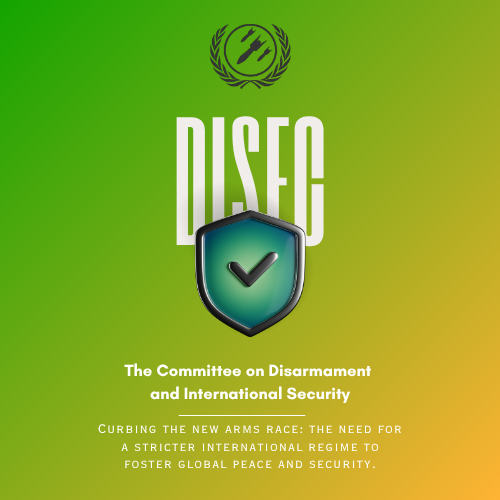 DISEC
The Committee on Disarmament
and International Security
Curbing the new arms race: the need for
a stricter international regime to
foster global peace and security.